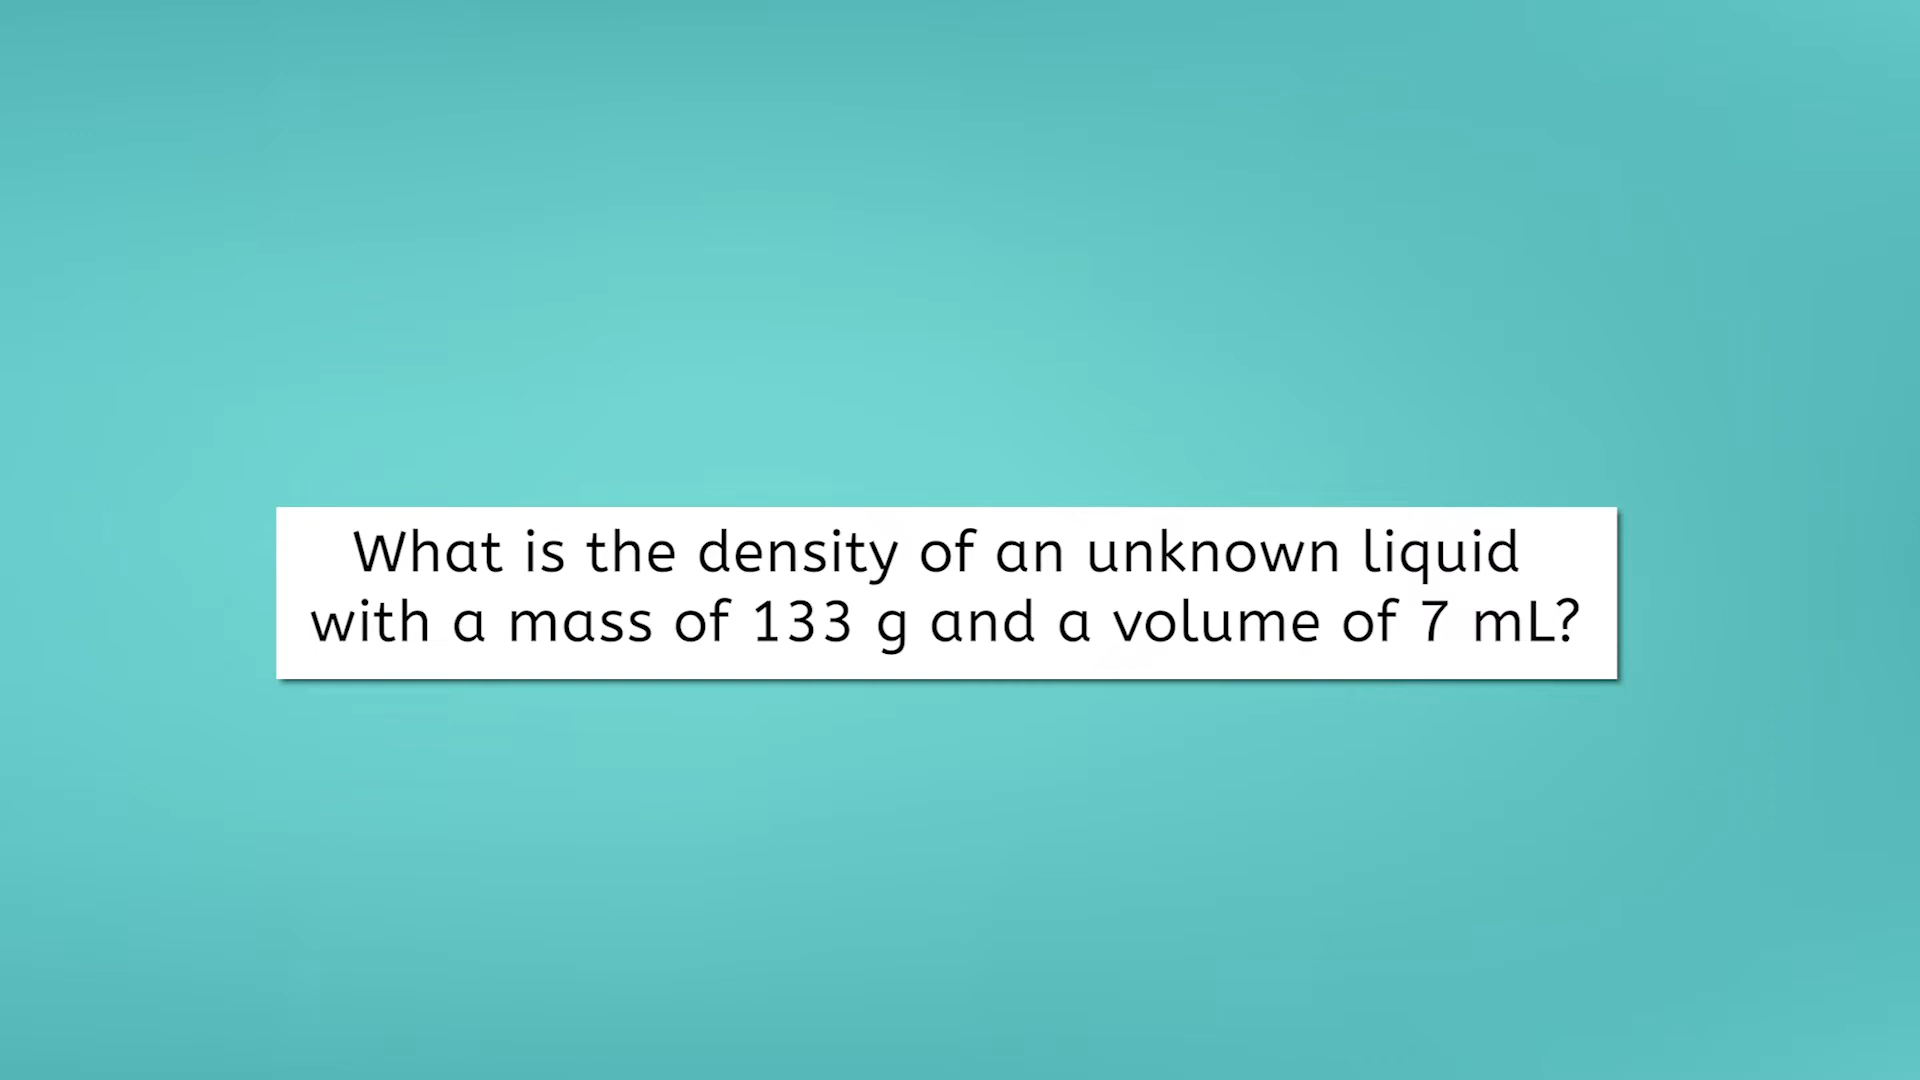 What is the density of an unknown liquid
with a mass of 133 g and a volume of 7 mL?